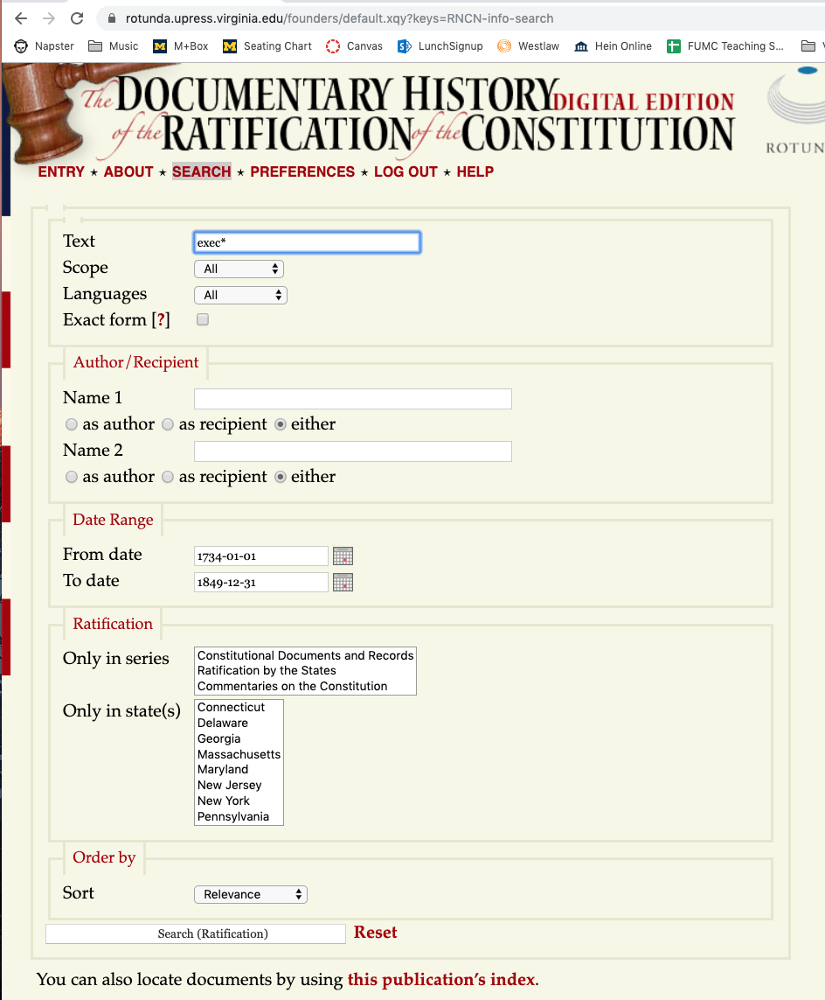 rotunda.upress.virginia.edu/founders/default.xqy?keys=RNCN-info-search
Napster Music M+Box Seating Chart Canvas LunchSignup Westlaw Hein Online FUMC Teaching S...
The DOCUMENTARY HISTORY DIGITAL EDITION
of the RATIFICATION of the CONSTITUTION
ROTUN
ENTRY ★ ABOUT ★ SEARCH ★ PREFERENCES ★ LOG OUT ★ HELP
Text exec*
Scope All
Languages All
Exact form [?]
Author/Recipient
Name 1
as author as recipient either
Name 2
as author as recipient either
Date Range
From date 1734-01-01
To date 1849-12-31
Ratification
Only in series Constitutional Documents and Records
Ratification by the States
Commentaries on the Constitution
Only in state(s) Connecticut
Delaware
Georgia
Massachusetts
Maryland
New Jersey
New York
Pennsylvania
Order by
Sort Relevance
Search (Ratification) Reset
You can also locate documents by using this publication's index.